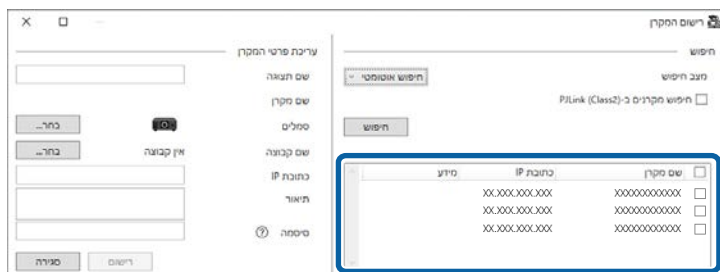 רישום המקרן
חיפוש
מצב חיפוש
חיפוש אוטומטי
חיפוש מקרנים ב-PJLink (Class2)
חיפוש
שם מקרן כתובת IP מידע
XXXXXXXXXXXX XX.XXX.XXX.XXX
XXXXXXXXXXXX XX.XXX.XXX.XXX
XXXXXXXXXXXX XX.XXX.XXX.XXX
עריכת פרטי המקרן
שם תצוגה
שם מקרן
סמלים בחר...
שם קבוצה אין קבוצה בחר...
כתובת IP
תיאור
סיסמה ?
רישום סגירה